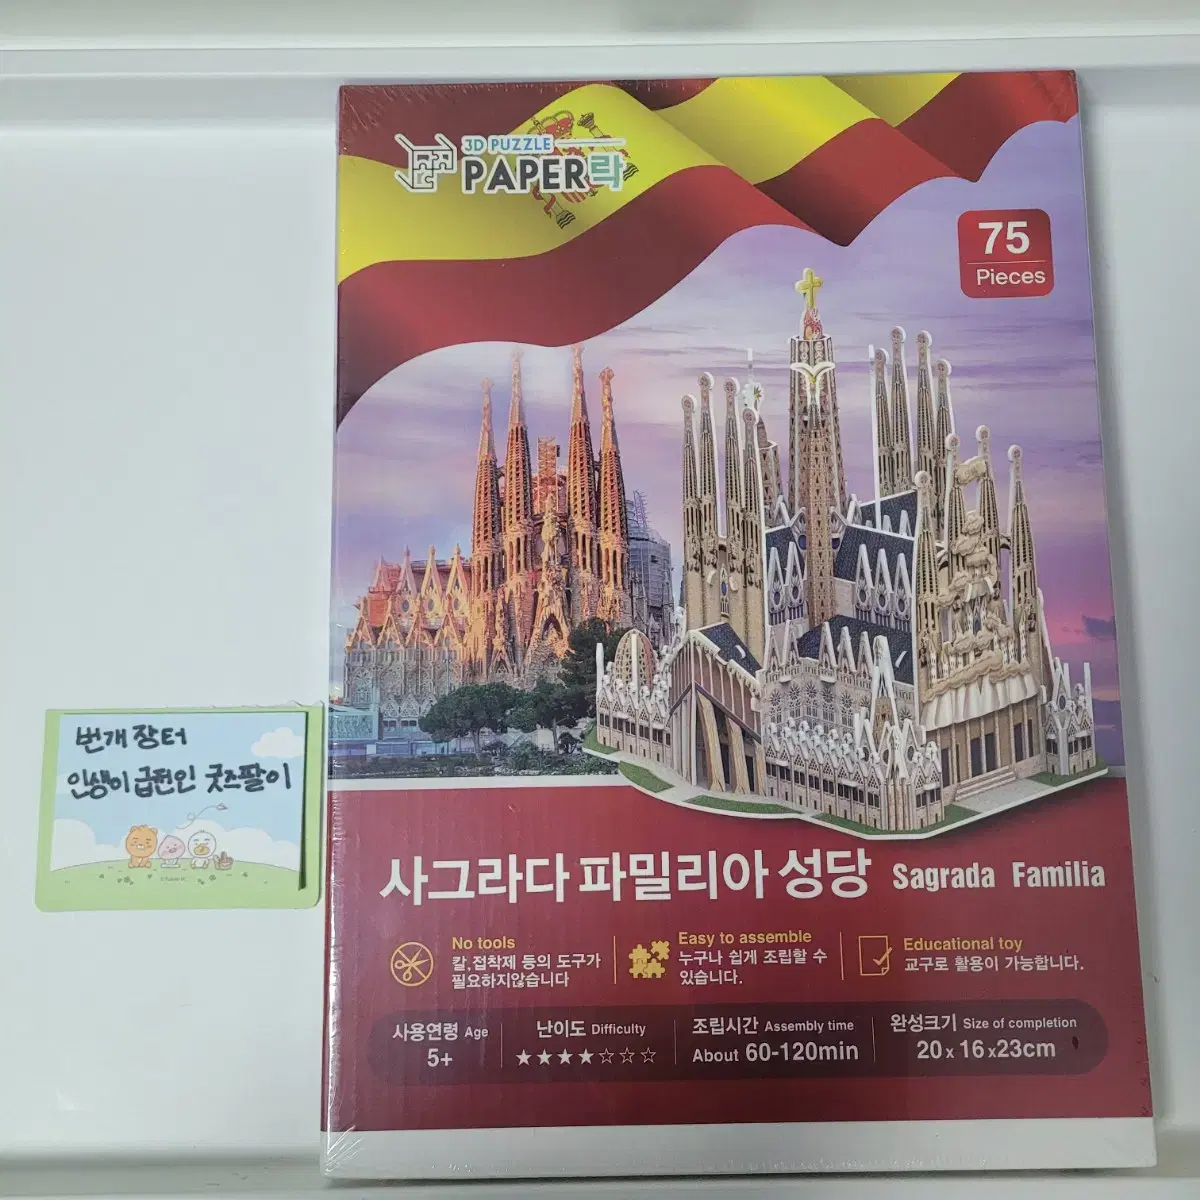 3D PUZZLE
PAPER락
75
Pieces
번개장터
인생이급전인 굿즈팔이
사그라다 파밀리아 성당 Sagrada Familia
No tools
칼,접착제 등의 도구가
필요하지않습니다
Easy to assemble
누구나 쉽게 조립할 수
있습니다.
Educational toy
교구로 활용이 가능합니다.
사용연령 Age
5+
난이도 Difficulty
★★★★☆☆☆
조립시간 Assembly time
About 60-120min
완성크기 Size of completion
20 x 16 x 23cm